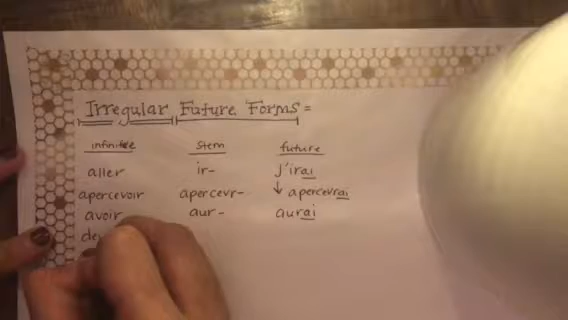 Irregular Future Forms =
infinitive stem future
aller ir- j'irai
apercevoir apercevr- ↓ apercevrai
avoir aur- aurai